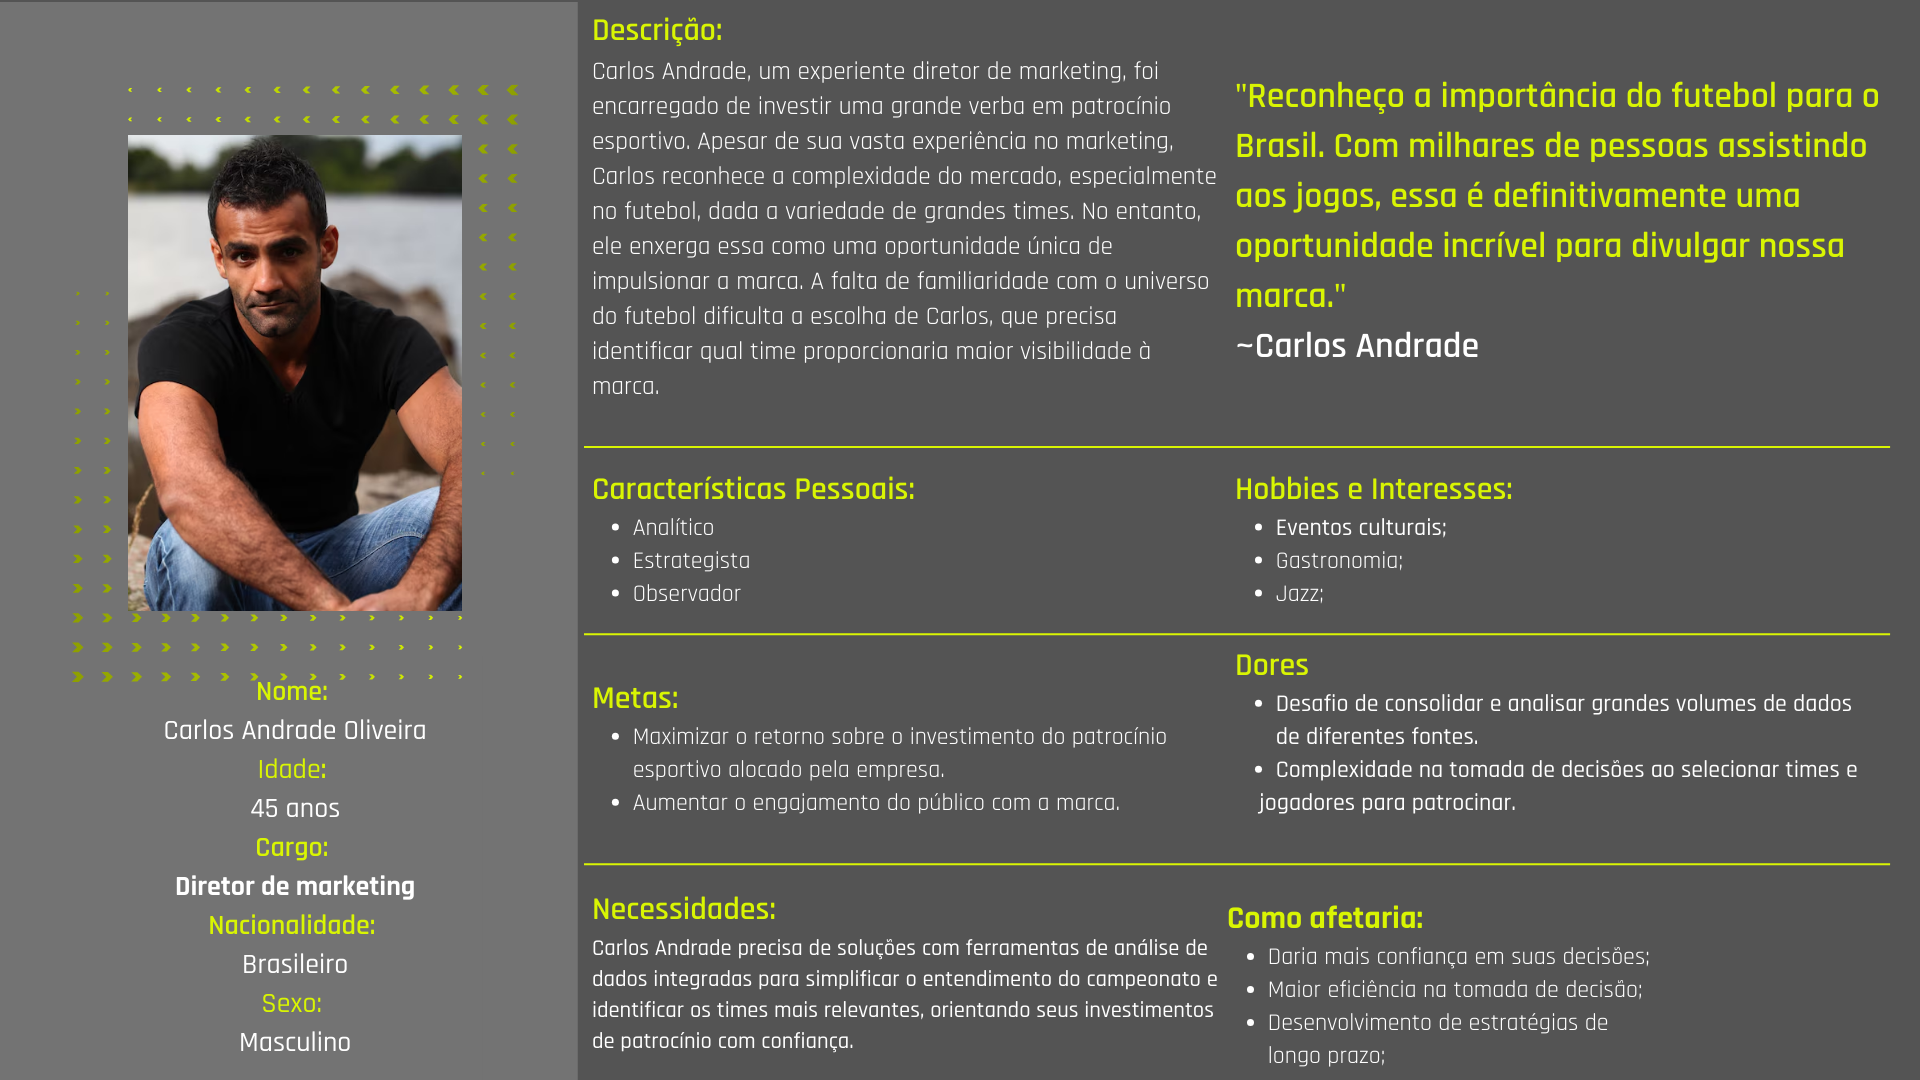 Nome:
Carlos Andrade Oliveira
Idade:
45 anos
Cargo:
Diretor de marketing
Nacionalidade:
Brasileiro
Sexo:
Masculino
Descrição:
Carlos Andrade, um experiente diretor de marketing, foi
encarregado de investir uma grande verba em patrocínio
esportivo. Apesar de sua vasta experiência no marketing,
Carlos reconhece a complexidade do mercado, especialmente
no futebol, dada a variedade de grandes times. No entanto,
ele enxerga essa como uma oportunidade única de
impulsionar a marca. A falta de familiaridade com o universo
do futebol dificulta a escolha de Carlos, que precisa
identificar qual time proporcionaria maior visibilidade à
marca.
"Reconheço a importância do futebol para o
Brasil. Com milhares de pessoas assistindo
aos jogos, essa é definitivamente uma
oportunidade incrível para divulgar nossa
marca."
~Carlos Andrade
Características Pessoais:
• Analítico
• Estrategista
• Observador
Hobbies e Interesses:
• Eventos culturais;
• Gastronomia;
• Jazz;
Metas:
• Maximizar o retorno sobre o investimento do patrocínio
esportivo alocado pela empresa.
• Aumentar o engajamento do público com a marca.
Dores
• Desafio de consolidar e analisar grandes volumes de dados
de diferentes fontes.
• Complexidade na tomada de decisões ao selecionar times e
jogadores para patrocinar.
Necessidades:
Carlos Andrade precisa de soluções com ferramentas de análise de
dados integradas para simplificar o entendimento do campeonato e
identificar os times mais relevantes, orientando seus investimentos
de patrocínio com confiança.
Como afetaria:
• Daria mais confiança em suas decisões;
• Maior eficiência na tomada de decisão;
• Desenvolvimento de estratégias de
longo prazo;